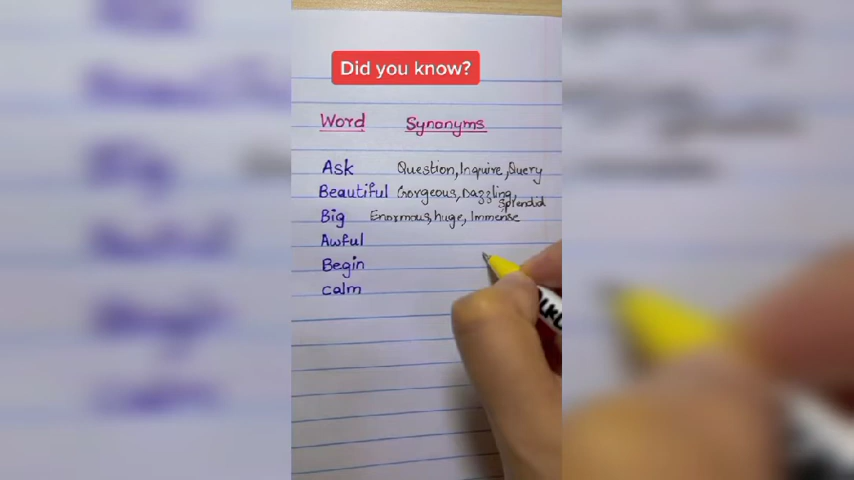 Did you know?
Word Synonyms
Ask Question, Inquire, Query
Beautiful Gorgeous, Dazzling,
Splendid
Big Enormous, huge, Immense
Awful
Begin
calm